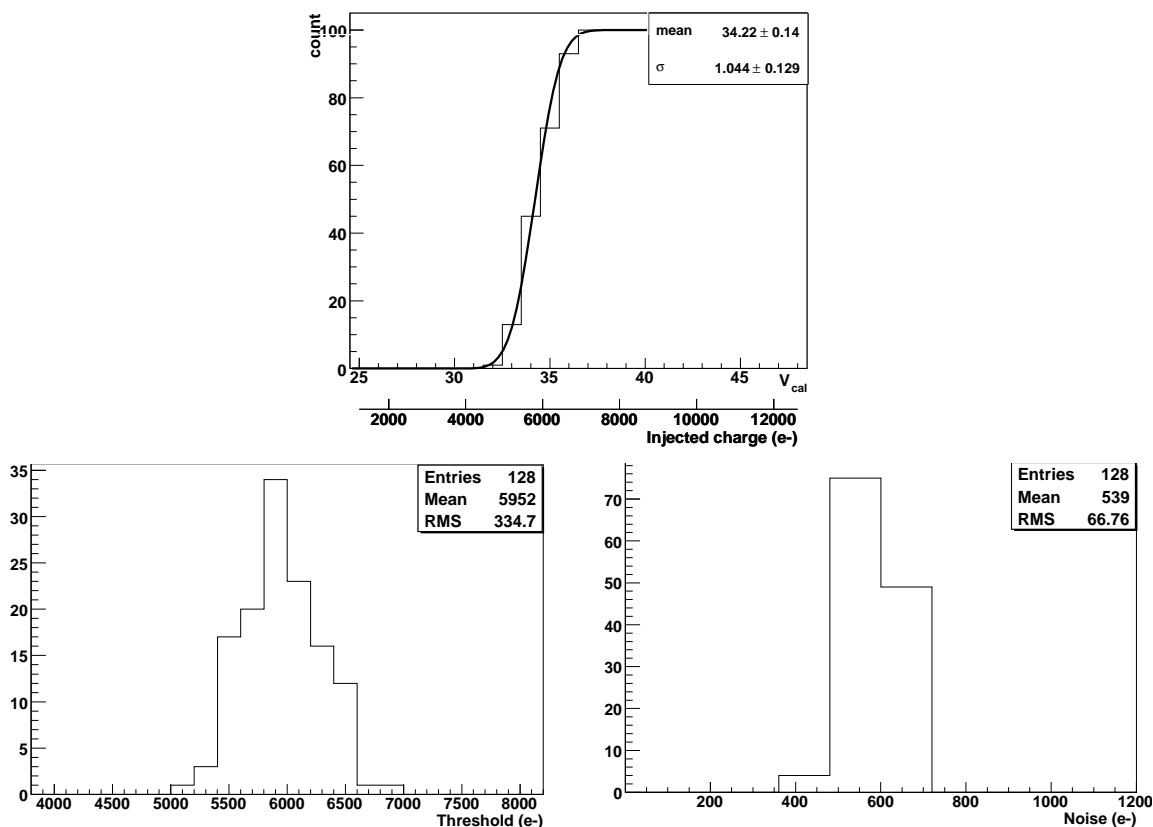 count
100
80
60
40
20
0
mean 34.22 ± 0.14
σ 1.044 ± 0.129
25 30 35 40 45 Vcal
2000 4000 6000 8000 10000 12000
Injected charge (e-)
35
30
25
20
15
10
5
0
Entries 128
Mean 5952
RMS 334.7
4000 4500 5000 5500 6000 6500 7000 7500 8000
Threshold (e-)
70
60
50
40
30
20
10
0
Entries 128
Mean 539
RMS 66.76
200 400 600 800 1000 1200
Noise (e-)